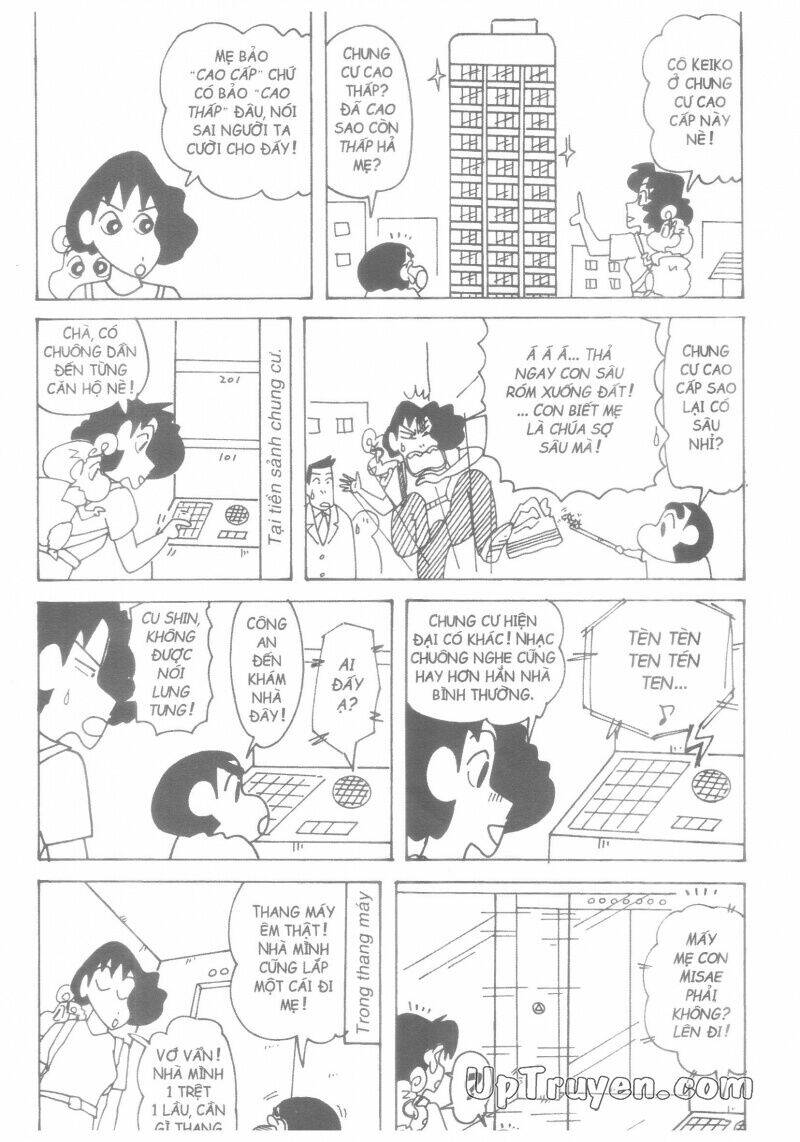 CÔ KEIKO
Ở CHUNG
CƯ CAO
CẤP NÀY
NÈ!
CHUNG
CƯ CAO
THẤP?
ĐÃ CAO
SAO CÒN
THẤP HẢ
MẸ?
MẸ BẢO
"CAO CẤP" CHỨ
CÓ BẢO "CAO
THẤP" ĐÂU, NÓI
SAI NGƯỜI TA
CƯỜI CHO ĐẤY!
CHUNG
CƯ CAO
CẤP SAO
LẠI CÓ
SÂU
NHỈ?
Á Á Á... THẢ
NGAY CON SÂU
RÓM XUỐNG ĐẤT!
... CON BIẾT MẸ
LÀ CHÚA SỢ
SÂU MÀ!
Tại tiền sảnh chung cư.
CHÀ, CÓ
CHUÔNG DẪN
ĐẾN TỪNG
CĂN HỘ NÈ!
201
101
TÈN TÈN
TEN TÉN
TEN...
CHUNG CƯ HIỆN
ĐẠI CÓ KHÁC! NHẠC
CHUÔNG NGHE CŨNG
HAY HƠN HẲN NHÀ
BÌNH THƯỜNG.
AI
ĐẤY
Ạ?
CÔNG
AN
ĐẾN
KHÁM
NHÀ
ĐÂY!
CU SHIN,
KHÔNG
ĐƯỢC
NÓI
LUNG
TUNG!
MẤY
MẸ CON
MISAE
PHẢI
KHÔNG?
LÊN ĐI!
Trong thang máy
THANG MÁY
ÊM THẬT!
NHÀ MÌNH
CŨNG LẮP
MỘT CÁI ĐI
MẸ!
VỚ VẨN!
NHÀ MÌNH
1 TRỆT
1 LẦU, CẦN
GÌ THANG
UpTruyen.com